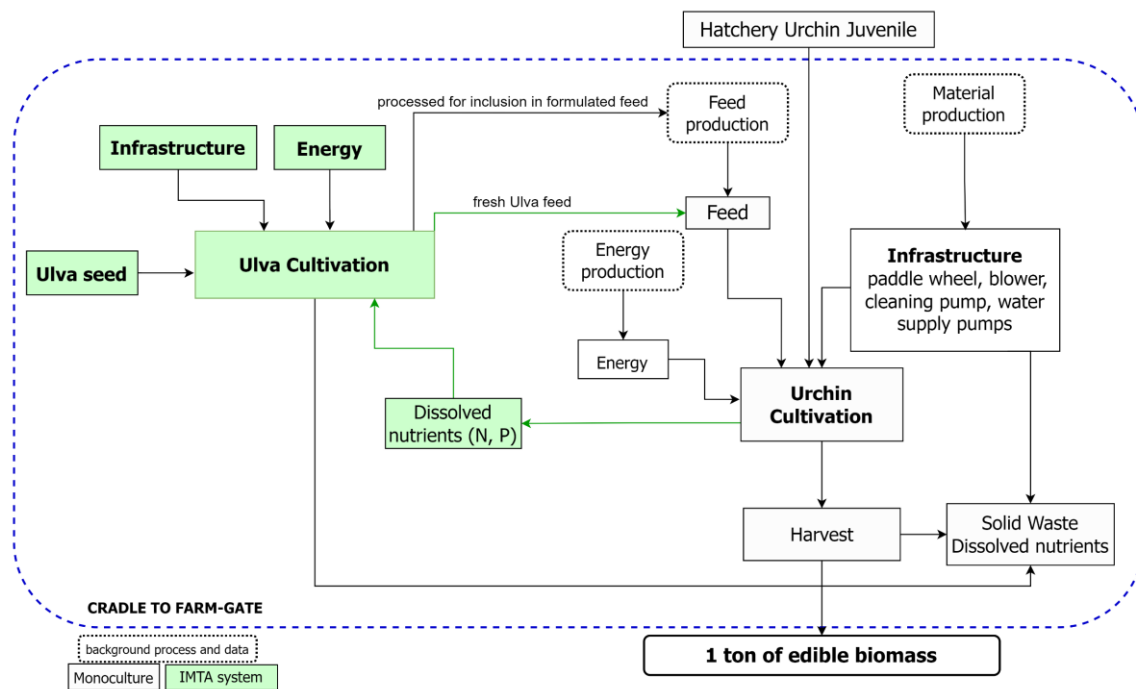 Hatchery Urchin Juvenile
processed for inclusion in formulated feed
Feed
production
Material
production
Infrastructure
Energy
fresh Ulva feed
Feed
Ulva seed
Ulva Cultivation
Energy
production
Infrastructure
paddle wheel, blower,
cleaning pump, water
supply pumps
Energy
Urchin
Cultivation
Dissolved
nutrients (N, P)
Harvest
Solid Waste
Dissolved nutrients
CRADLE TO FARM-GATE
background process and data
Monoculture
IMTA system
1 ton of edible biomass